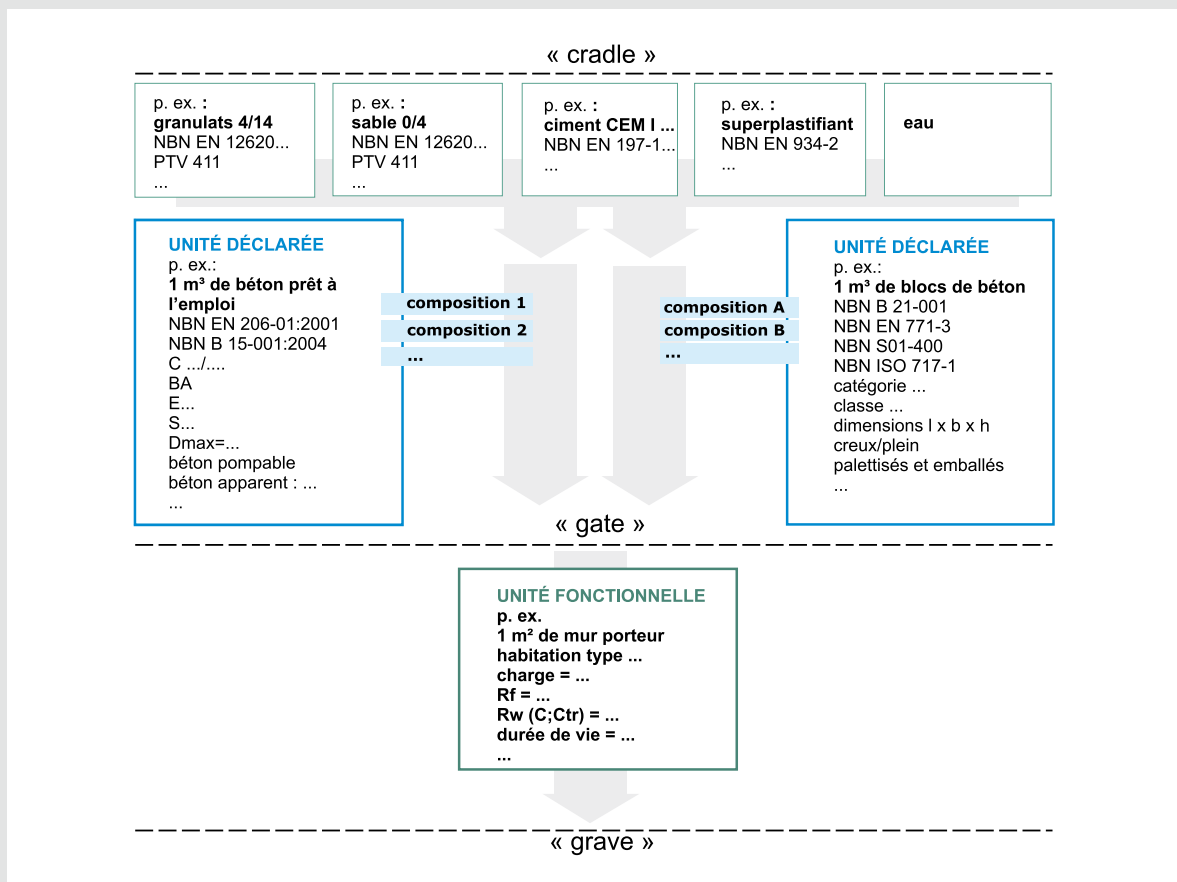 « cradle »
p. ex. :
granulats 4/14
NBN EN 12620...
PTV 411
...
p. ex. :
sable 0/4
NBN EN 12620...
PTV 411
...
p. ex. :
ciment CEM I ...
NBN EN 197-1...
...
p. ex. :
superplastifiant
NBN EN 934-2
...
eau
UNITÉ DÉCLARÉE
p. ex.:
1 m³ de béton prêt à
l’emploi
NBN EN 206-01:2001
NBN B 15-001:2004
C .../....
BA
E...
S...
Dmax=...
béton pompable
béton apparent : ...
...
composition 1
composition 2
...
composition A
composition B
...
UNITÉ DÉCLARÉE
p. ex.:
1 m³ de blocs de béton
NBN B 21-001
NBN EN 771-3
NBN S01-400
NBN ISO 717-1
catégorie ...
classe ...
dimensions l x b x h
creux/plein
palettisés et emballés
...
« gate »
UNITÉ FONCTIONNELLE
p. ex.
1 m² de mur porteur
habitation type ...
charge = ...
Rf = ...
Rw (C;Ctr) = ...
durée de vie = ...
...
« grave »